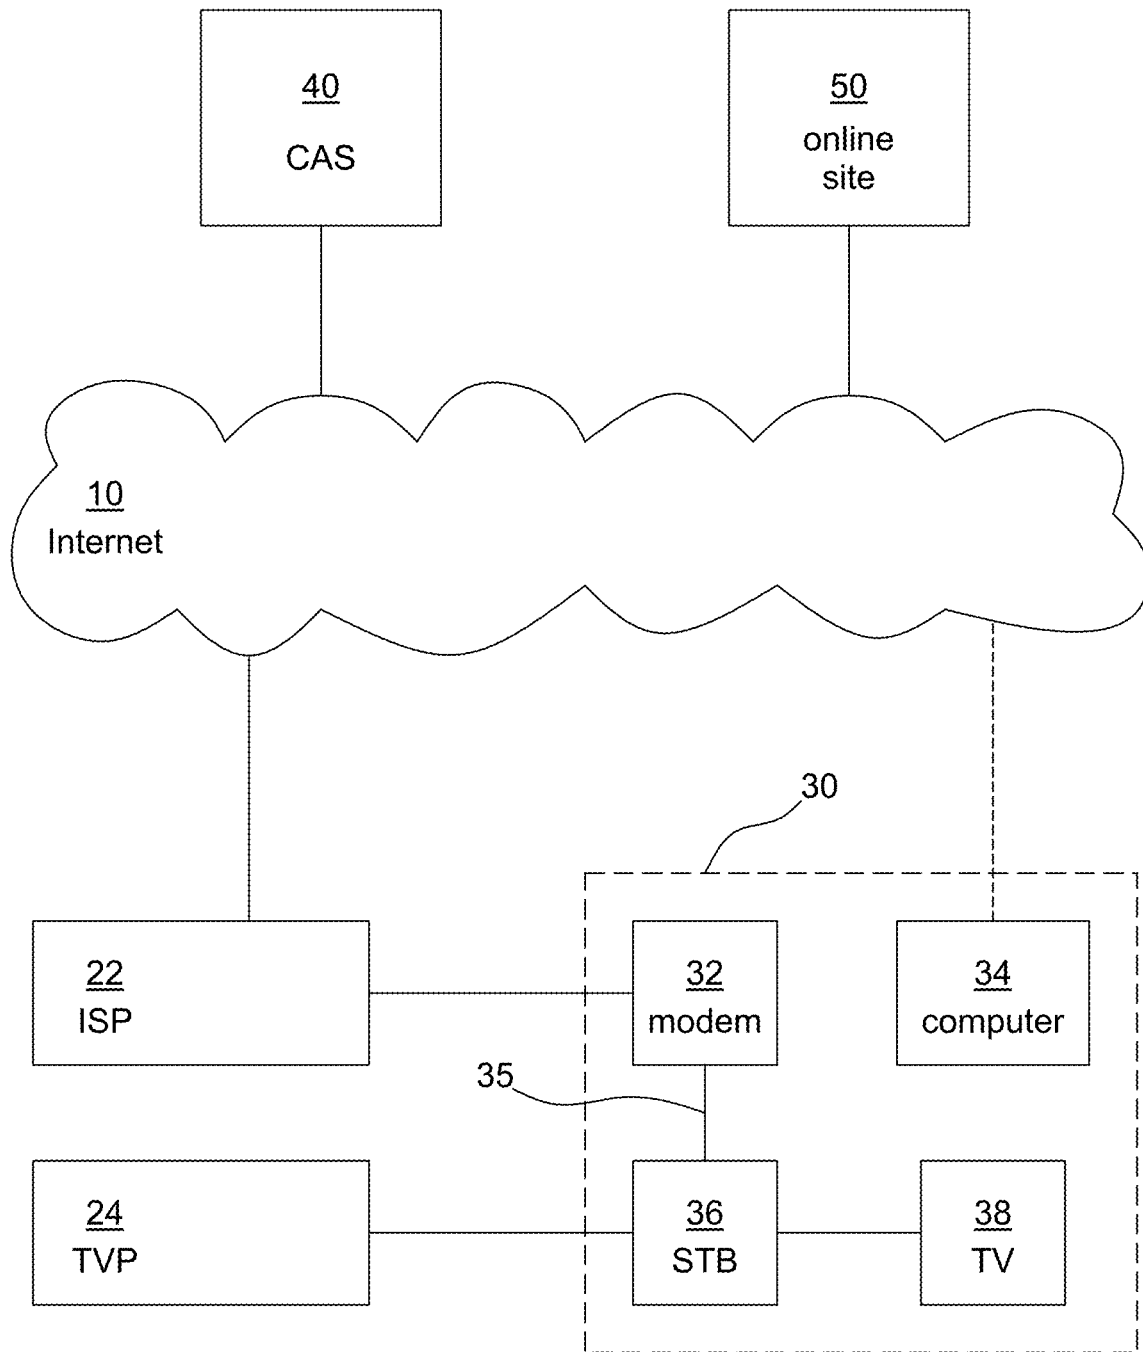 40
CAS
50
online
site
10
Internet
30
22
ISP
32
modem
34
computer
35
24
TVP
36
STB
38
TV